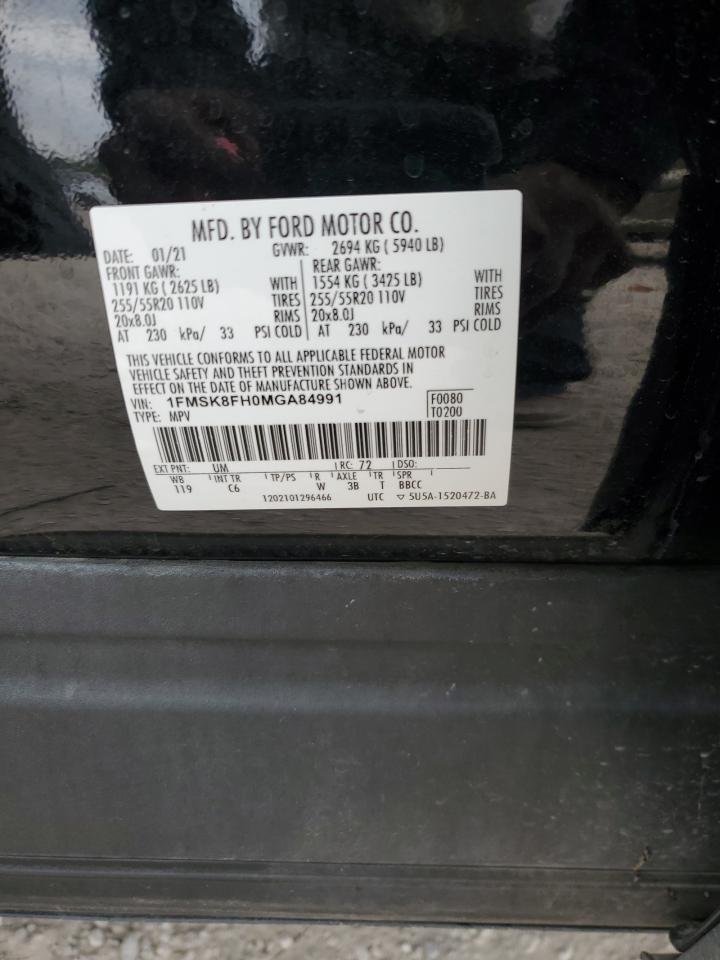 MFD. BY FORD MOTOR CO.
DATE: 01/21 GVWR: 2694 KG ( 5940 LB)
FRONT GAWR: REAR GAWR:
1191 KG ( 2625 LB) WITH 1554 KG ( 3425 LB) WITH
255/55R20 110V TIRES 255/55R20 110V TIRES
20x8.0J RIMS 20x8.0J RIMS
AT 230 kPa/ 33 PSI COLD AT 230 kPa/ 33 PSI COLD
THIS VEHICLE CONFORMS TO ALL APPLICABLE FEDERAL MOTOR
VEHICLE SAFETY AND THEFT PREVENTION STANDARDS IN
EFFECT ON THE DATE OF MANUFACTURE SHOWN ABOVE.
VIN: 1FMSK8FH0MGA84991 F0080
TYPE: MPV T0200
EXT PNT: UM RC: 72 DSO:
WB INT TR TP/PS R AXLE TR SPR
119 C6 W 3B T BBCC
1202101296466 UTC ▽ 5U5A-1520472-BA